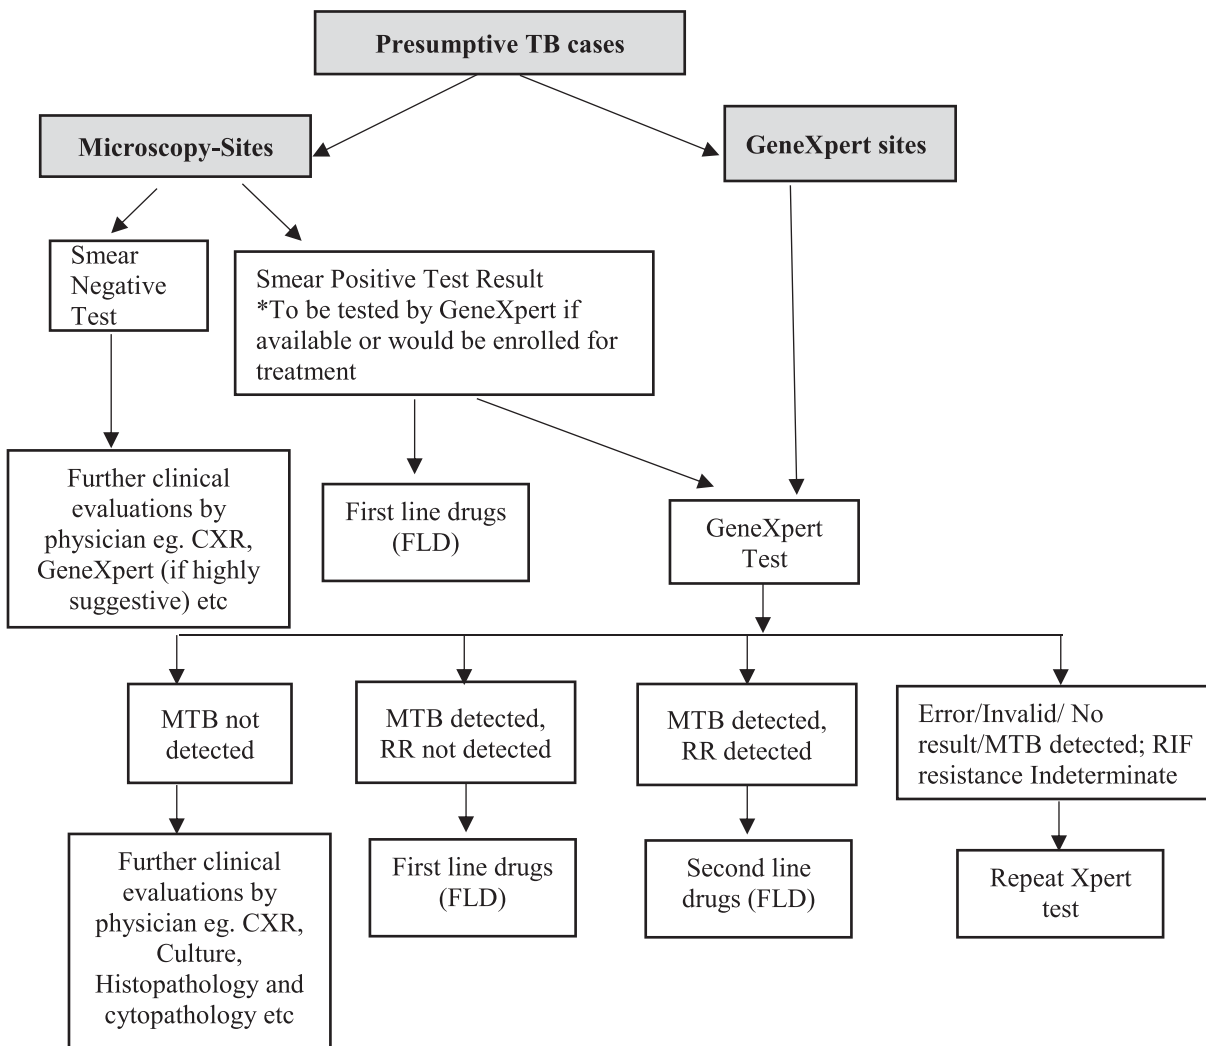 Presumptive TB cases
Microscopy-Sites
GeneXpert sites
Smear
Negative
Test
Smear Positive Test Result
*To be tested by GeneXpert if
available or would be enrolled for
treatment
Further clinical
evaluations by
physician eg. CXR,
GeneXpert (if highly
suggestive) etc
First line drugs
(FLD)
GeneXpert
Test
MTB not
detected
MTB detected,
RR not detected
MTB detected,
RR detected
Error/Invalid/ No
result/MTB detected; RIF
resistance Indeterminate
Further clinical
evaluations by
physician eg. CXR,
Culture,
Histopathology and
cytopathology etc
First line drugs
(FLD)
Second line
drugs (FLD)
Repeat Xpert
test